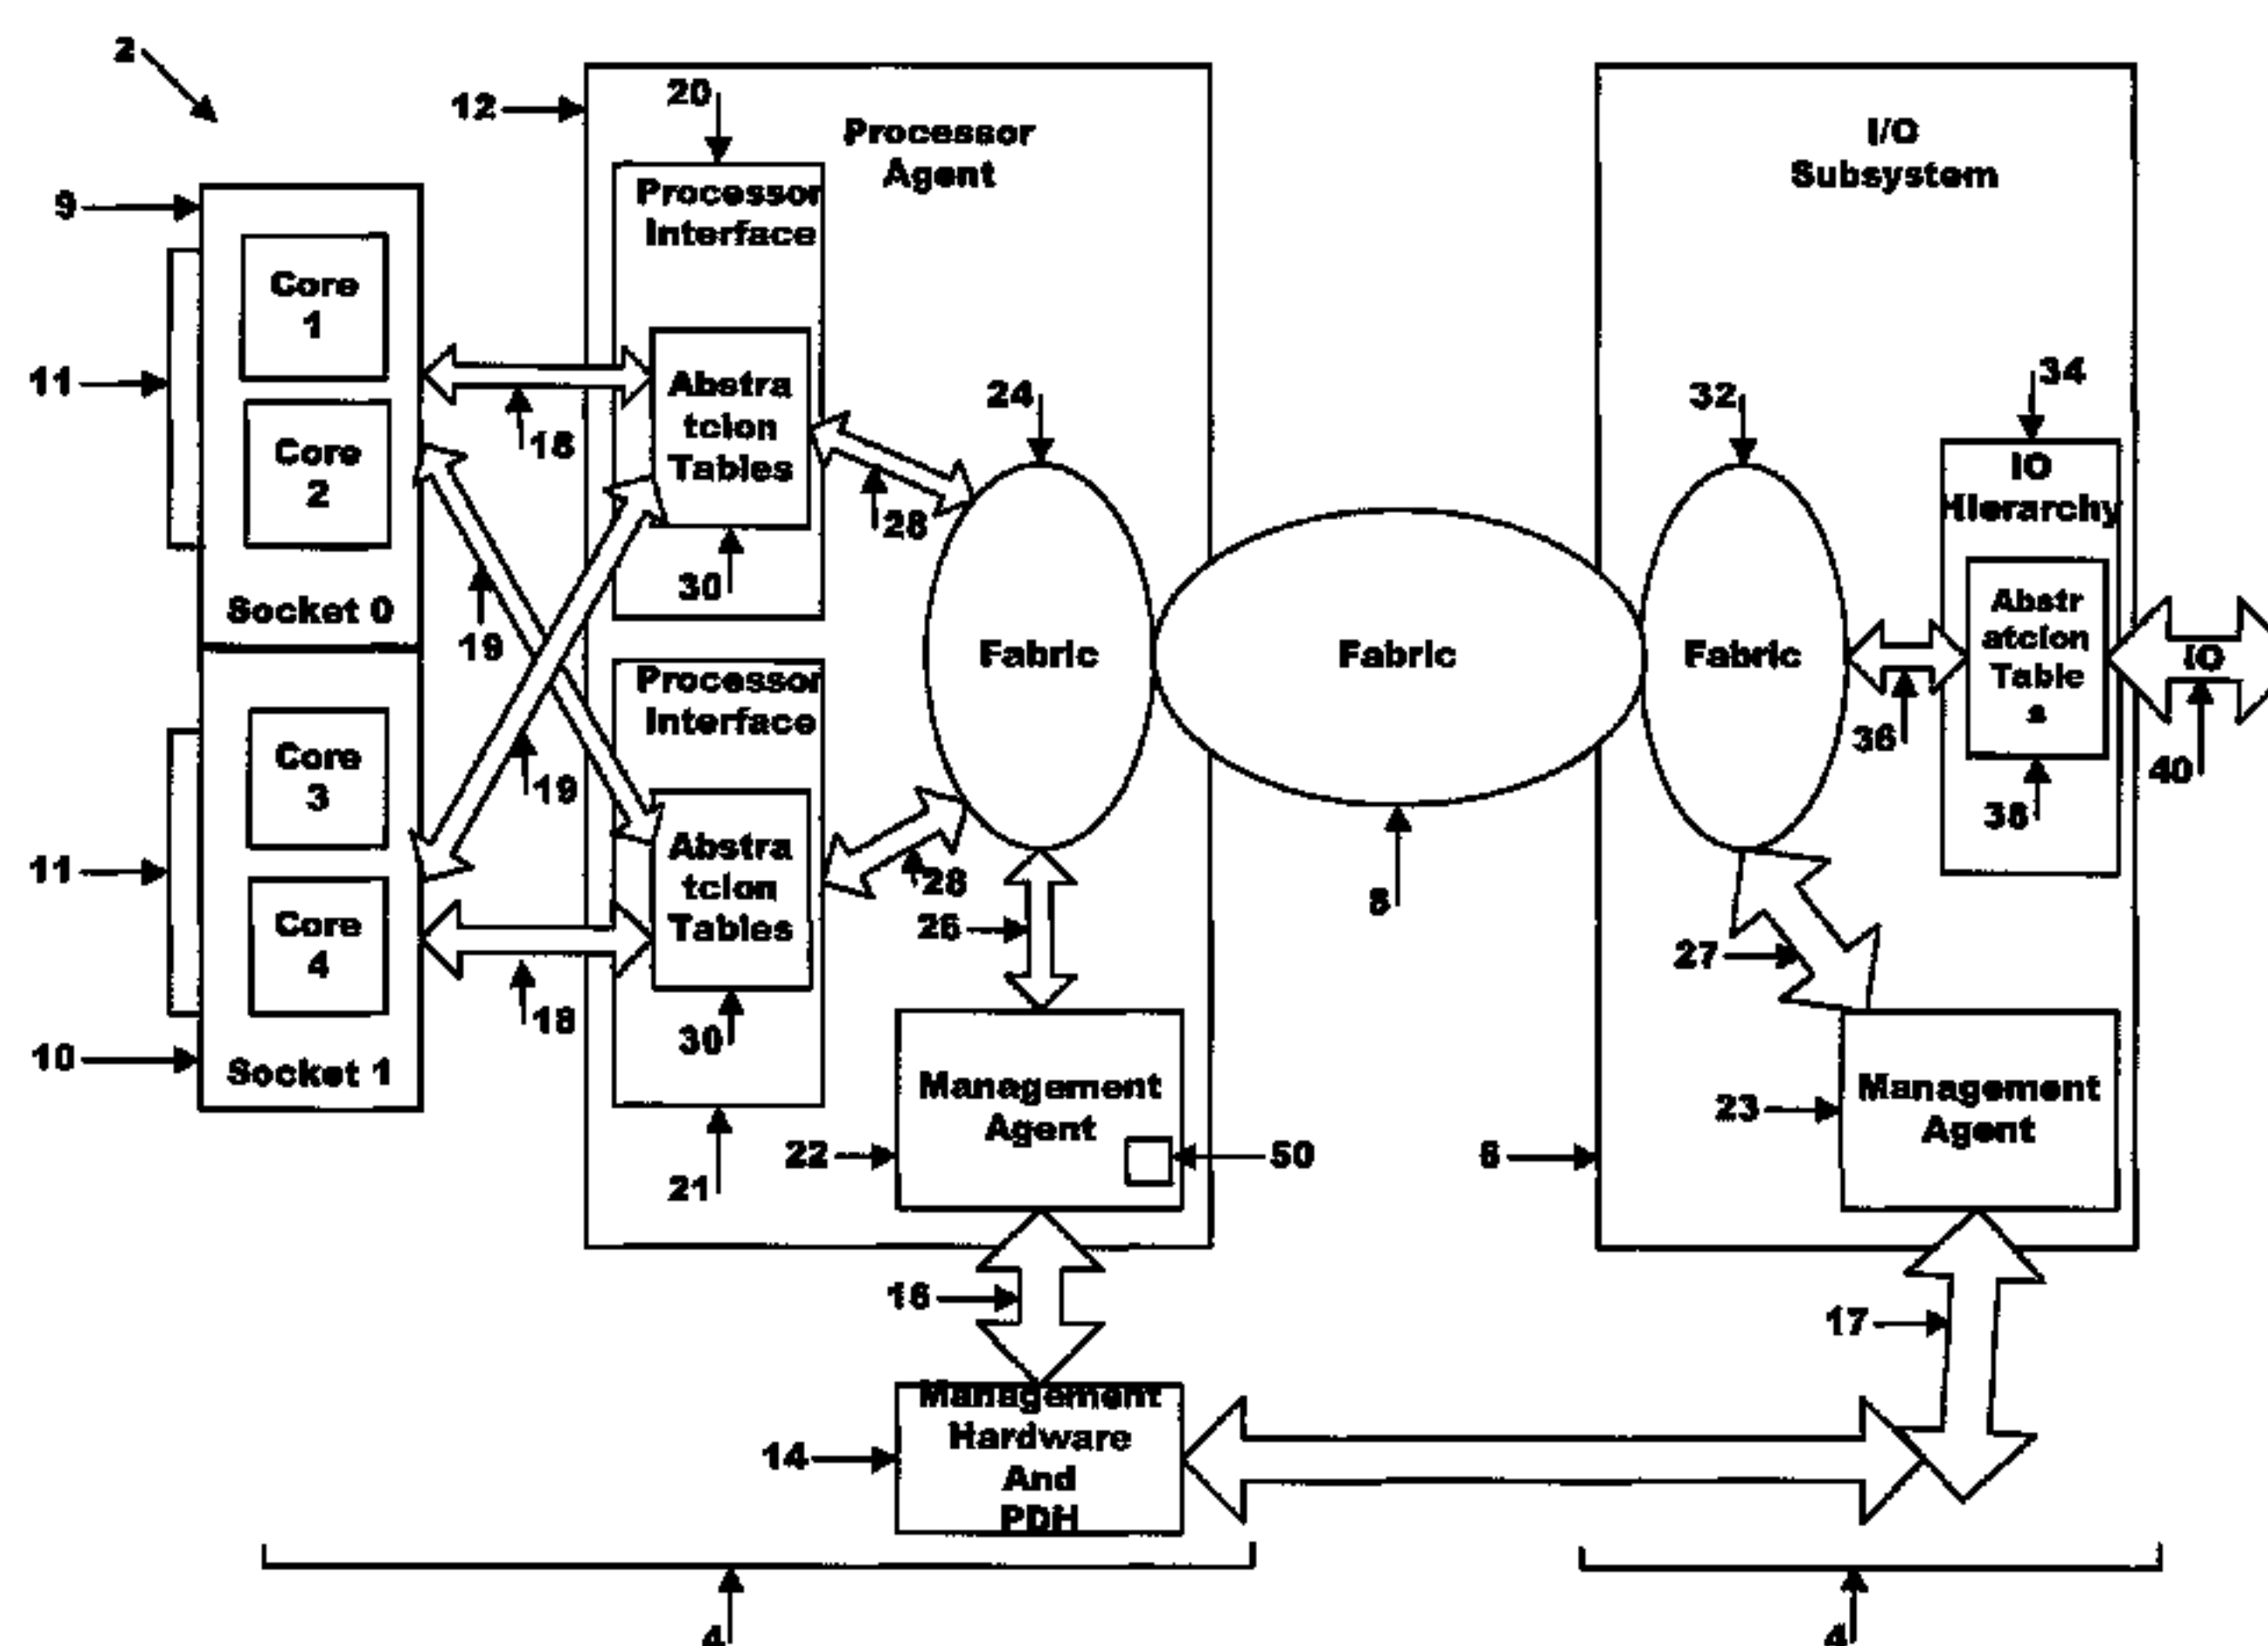 2
12
20
Processor
Agent
I/O
Subsystem
9
Processor
Interface
Core
1
11
Abstra
tcion
Tables
24
32
34
Core
2
18
28
IO
Hierarchy
30
Socket 0
19
Fabric
Fabric
Fabric
Abstr
atcion
Table
s
IO
Processor
Interface
36
40
Core
3
19
38
11
Abstra
tcion
Tables
28
8
Core
4
26
27
18
30
10
Socket 1
Management
Agent
23
Management
Agent
22
50
6
21
16
17
Management
Hardware
And
PDH
14
4
4